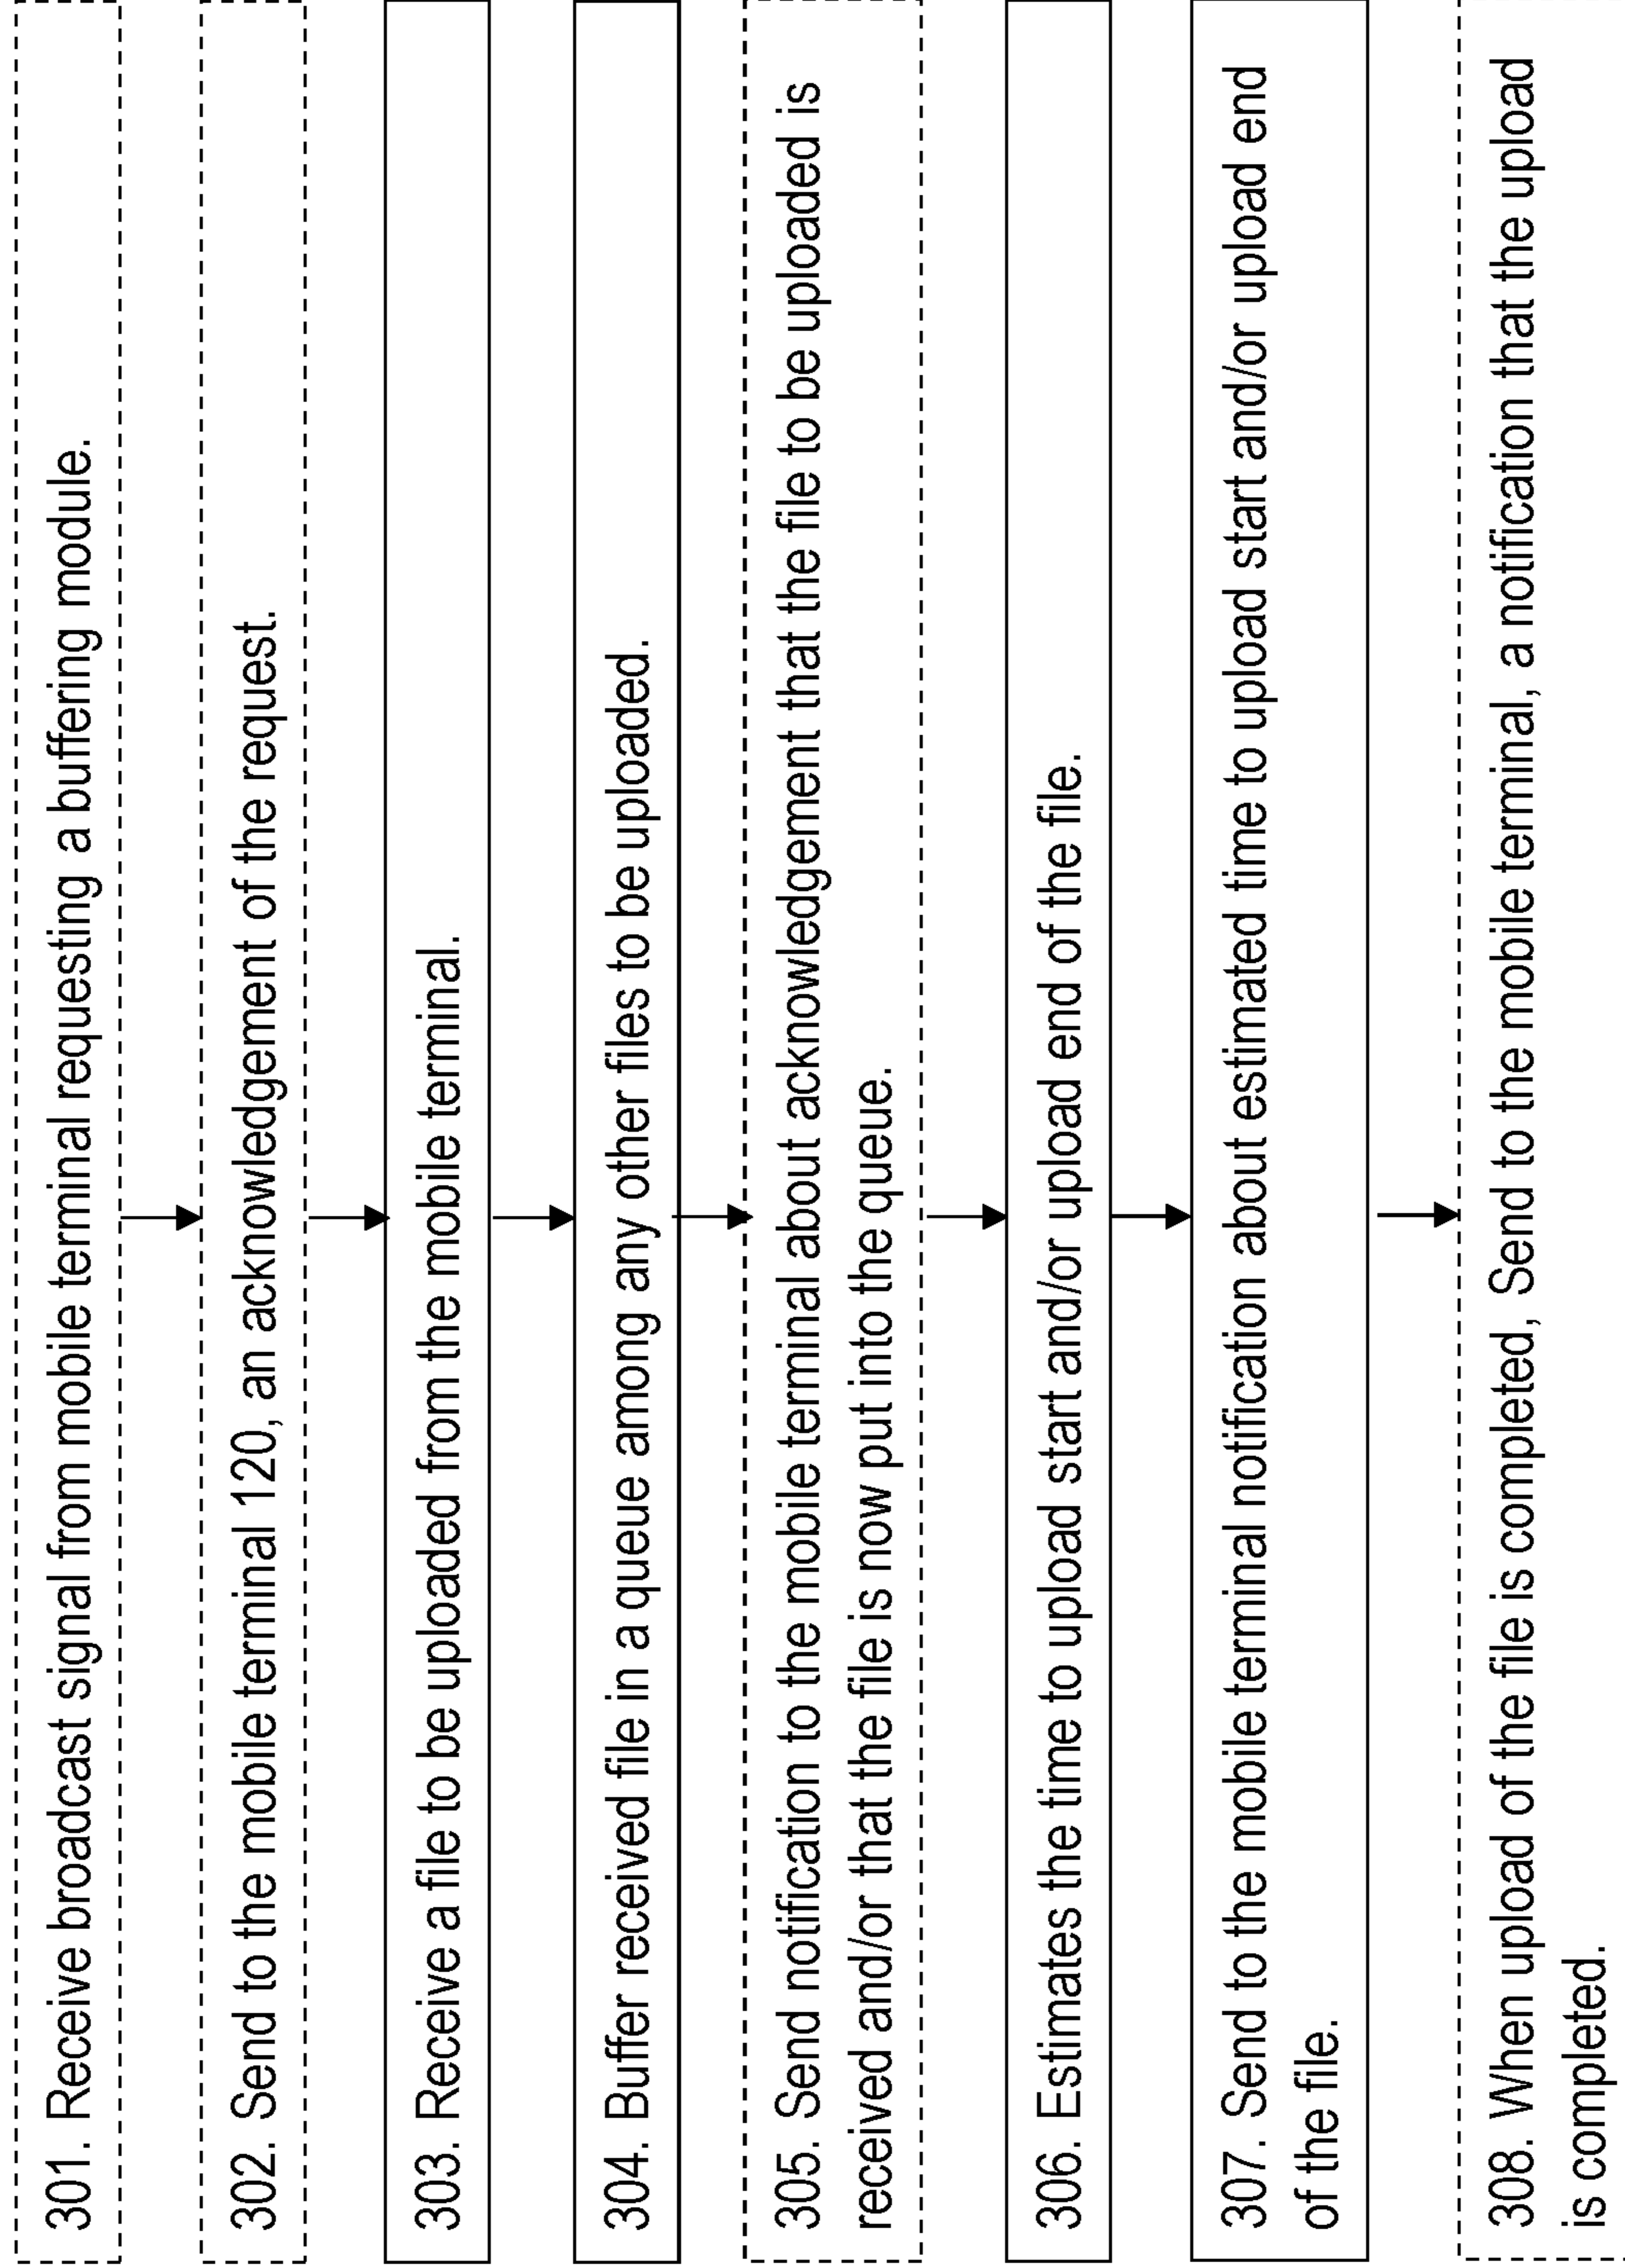 301. Receive broadcast signal from mobile terminal requesting a buffering module.
302. Send to the mobile terminal 120, an acknowledgement of the request.
303. Receive a file to be uploaded from the mobile terminal.
304. Buffer received file in a queue among any other files to be uploaded.
305. Send notification to the mobile terminal about acknowledgement that the file to be uploaded is
received and/or that the file is now put into the queue.
306. Estimates the time to upload start and/or upload end of the file.
307. Send to the mobile terminal notification about estimated time to upload start and/or upload end
of the file.
308. When upload of the file is completed, Send to the mobile terminal, a notification that the upload
is completed.